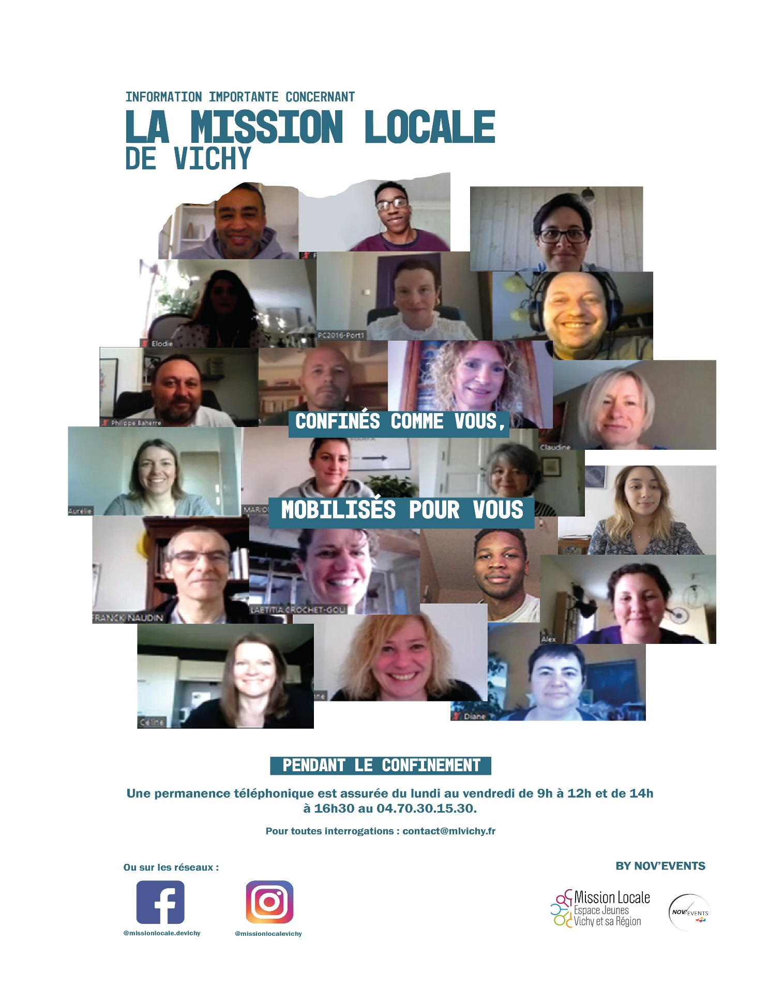 INFORMATION IMPORTANTE CONCERNANT
LA MISSION LOCALE
DE VICHY
Elodie
PC2016-Port1
Philippe Baherre
CONFINÉS COMME VOUS,
Claudine
Aurélie
MOBILISÉS POUR VOUS
FRANCK NAUDIN
LAETITIA.CROCHET-GOU
Alex
Céline
ne
Diane
PENDANT LE CONFINEMENT
Une permanence téléphonique est assurée du lundi au vendredi de 9h à 12h et de 14h
à 16h30 au 04.70.30.15.30.
Pour toutes interrogations : contact@mlvichy.fr
Ou sur les réseaux :
BY NOV'EVENTS
@missionlocale.devichy
@missionlocalevichy
Mission Locale
Espace Jeunes
Vichy et sa Région
NOV'EVENTS